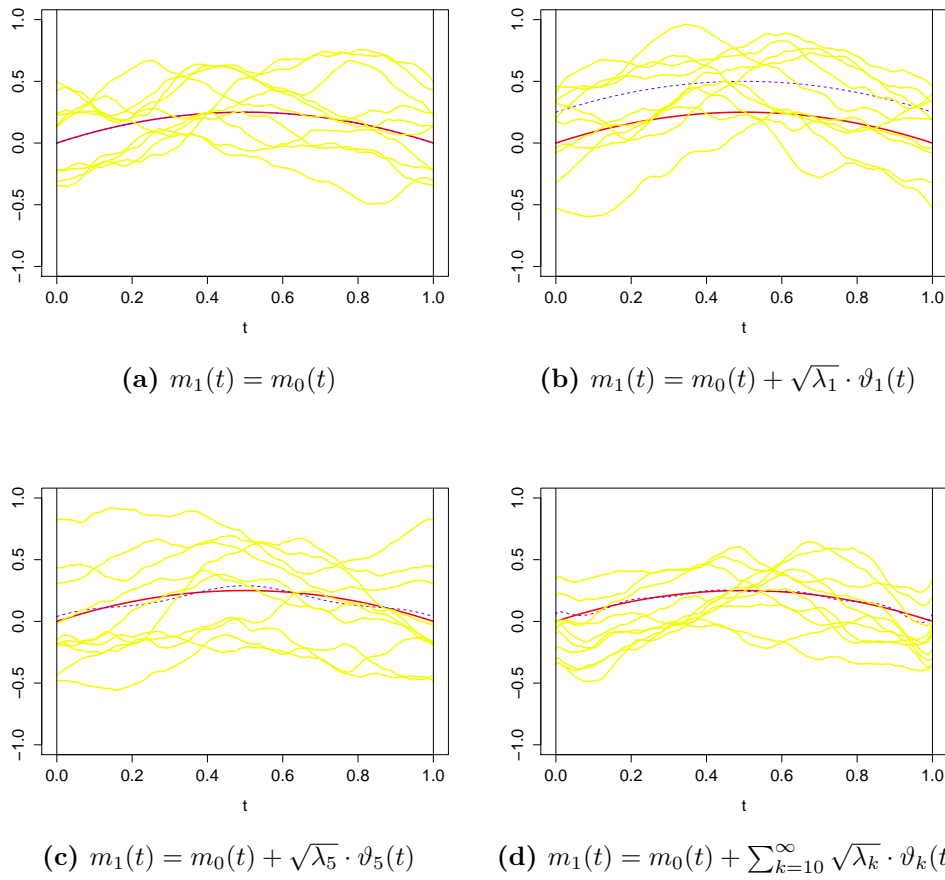 1.0
0.5
0.0
−0.5
−1.0
0.0 0.2 0.4 0.6 0.8 1.0
t
(a) m₁(t) = m₀(t)
1.0
0.5
0.0
−0.5
−1.0
0.0 0.2 0.4 0.6 0.8 1.0
t
(b) m₁(t) = m₀(t) + √λ₁ · ϑ₁(t)
1.0
0.5
0.0
−0.5
−1.0
0.0 0.2 0.4 0.6 0.8 1.0
t
(c) m₁(t) = m₀(t) + √λ₅ · ϑ₅(t)
1.0
0.5
0.0
−0.5
−1.0
0.0 0.2 0.4 0.6 0.8 1.0
t
(d) m₁(t) = m₀(t) + ∑_{k=10}^{∞} √λₖ · ϑₖ(t